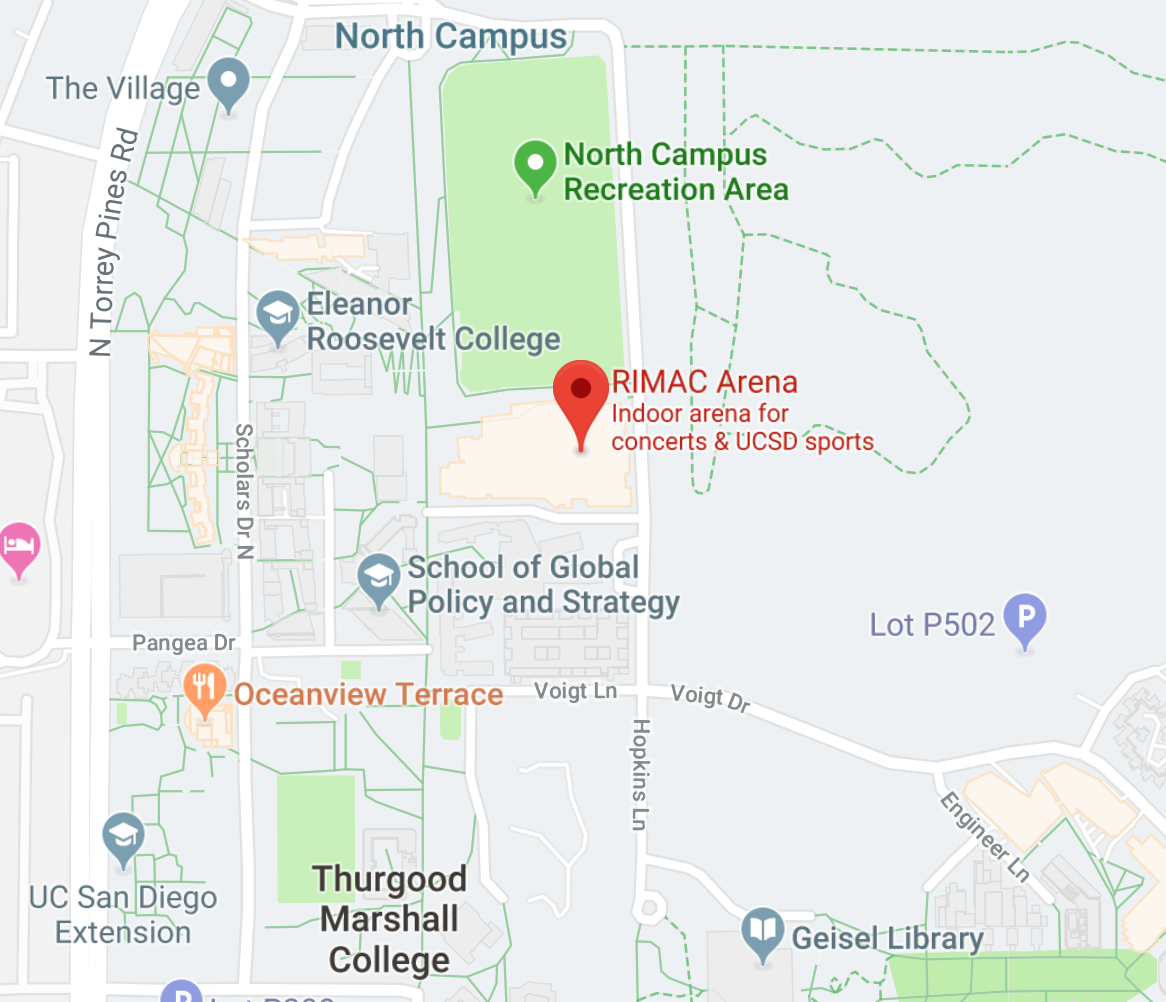 North Campus
The Village
N Torrey Pines Rd
North Campus
Recreation Area
Eleanor
Roosevelt College
RIMAC Arena
Indoor arena for
concerts & UCSD sports
Scholars Dr N
School of Global
Policy and Strategy
Lot P502
P
Pangea Dr
Oceanview Terrace
Voigt Ln
Voigt Dr
Hopkins Ln
Engineer Ln
UC San Diego
Extension
Thurgood
Marshall
College
Geisel Library
P